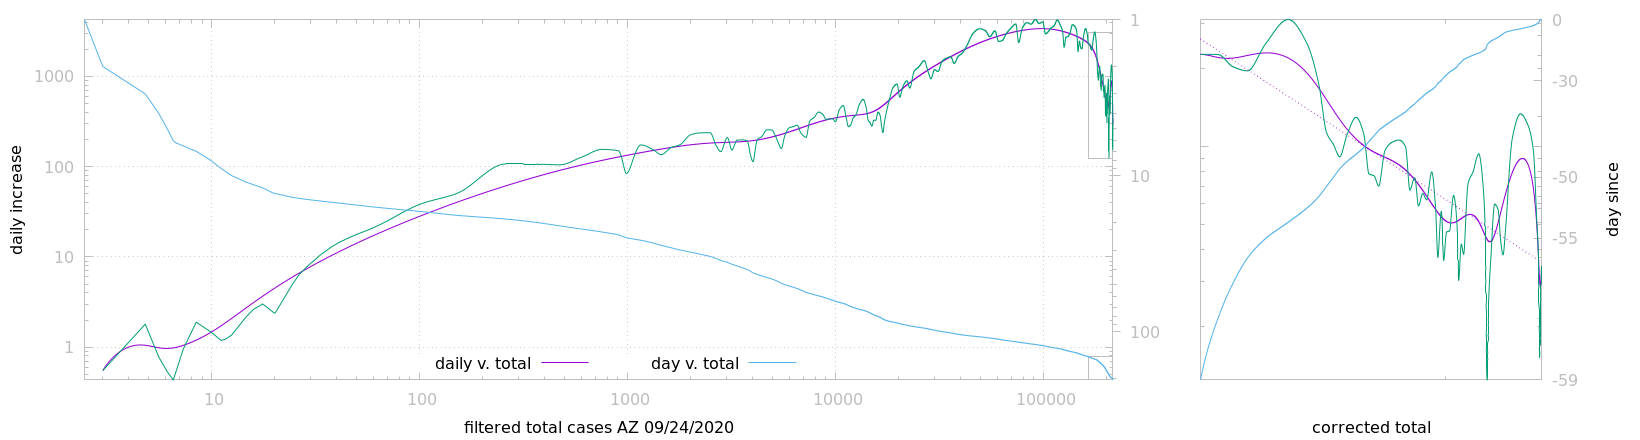 daily increase
1000
100
10
1
10
100
1000
10000
100000
filtered total cases AZ 09/24/2020
daily v. total
day v. total
1
10
100
0
-30
-50
-55
-59
day since
corrected total